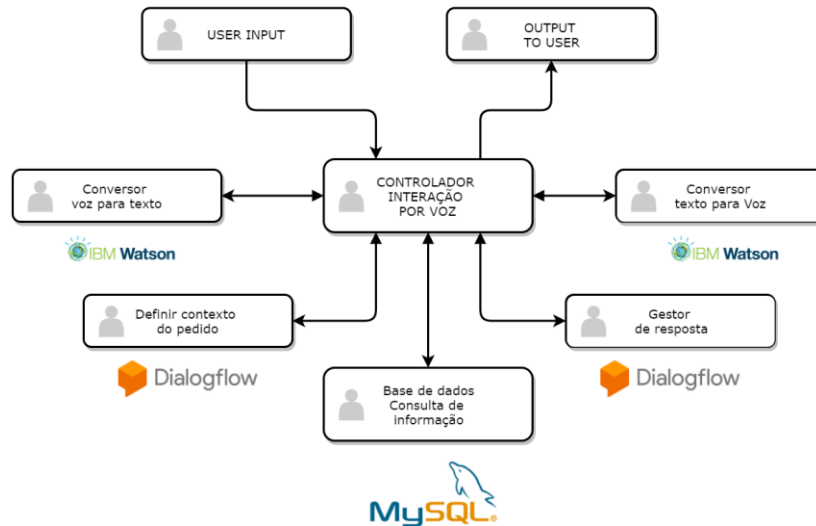 USER INPUT
OUTPUT
TO USER
Conversor
voz para texto
CONTROLADOR
INTERAÇÃO
POR VOZ
Conversor
texto para Voz
IBM Watson
IBM Watson
Definir contexto
do pedido
Gestor
de resposta
Dialogflow
Dialogflow
Base de dados
Consulta de
informação
MySQL®